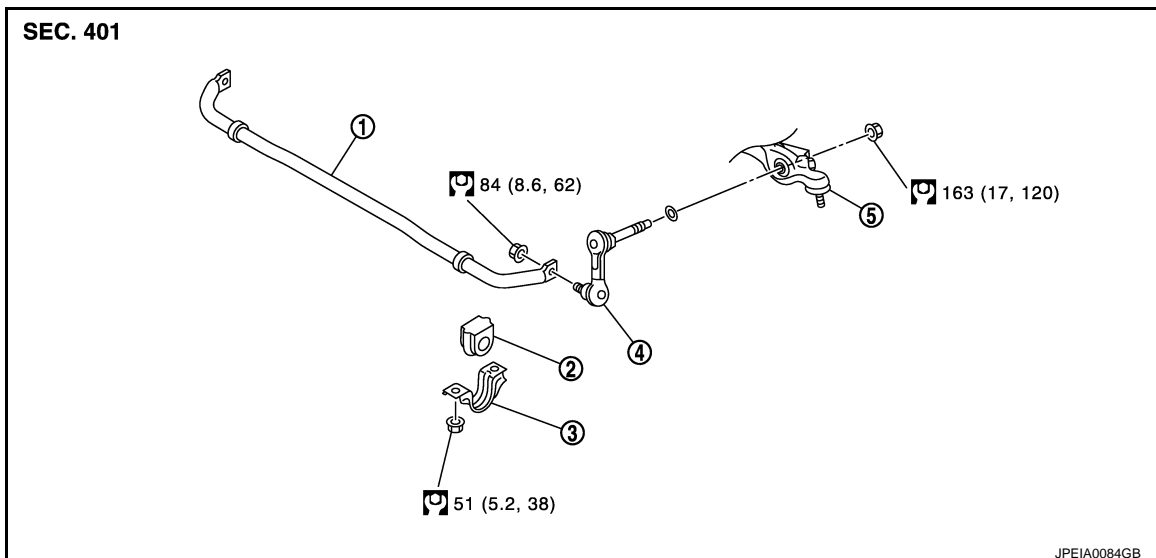 SEC. 401
1
84 (8.6, 62)
163 (17, 120)
5
4
2
3
51 (5.2, 38)
JPEIA0084GB